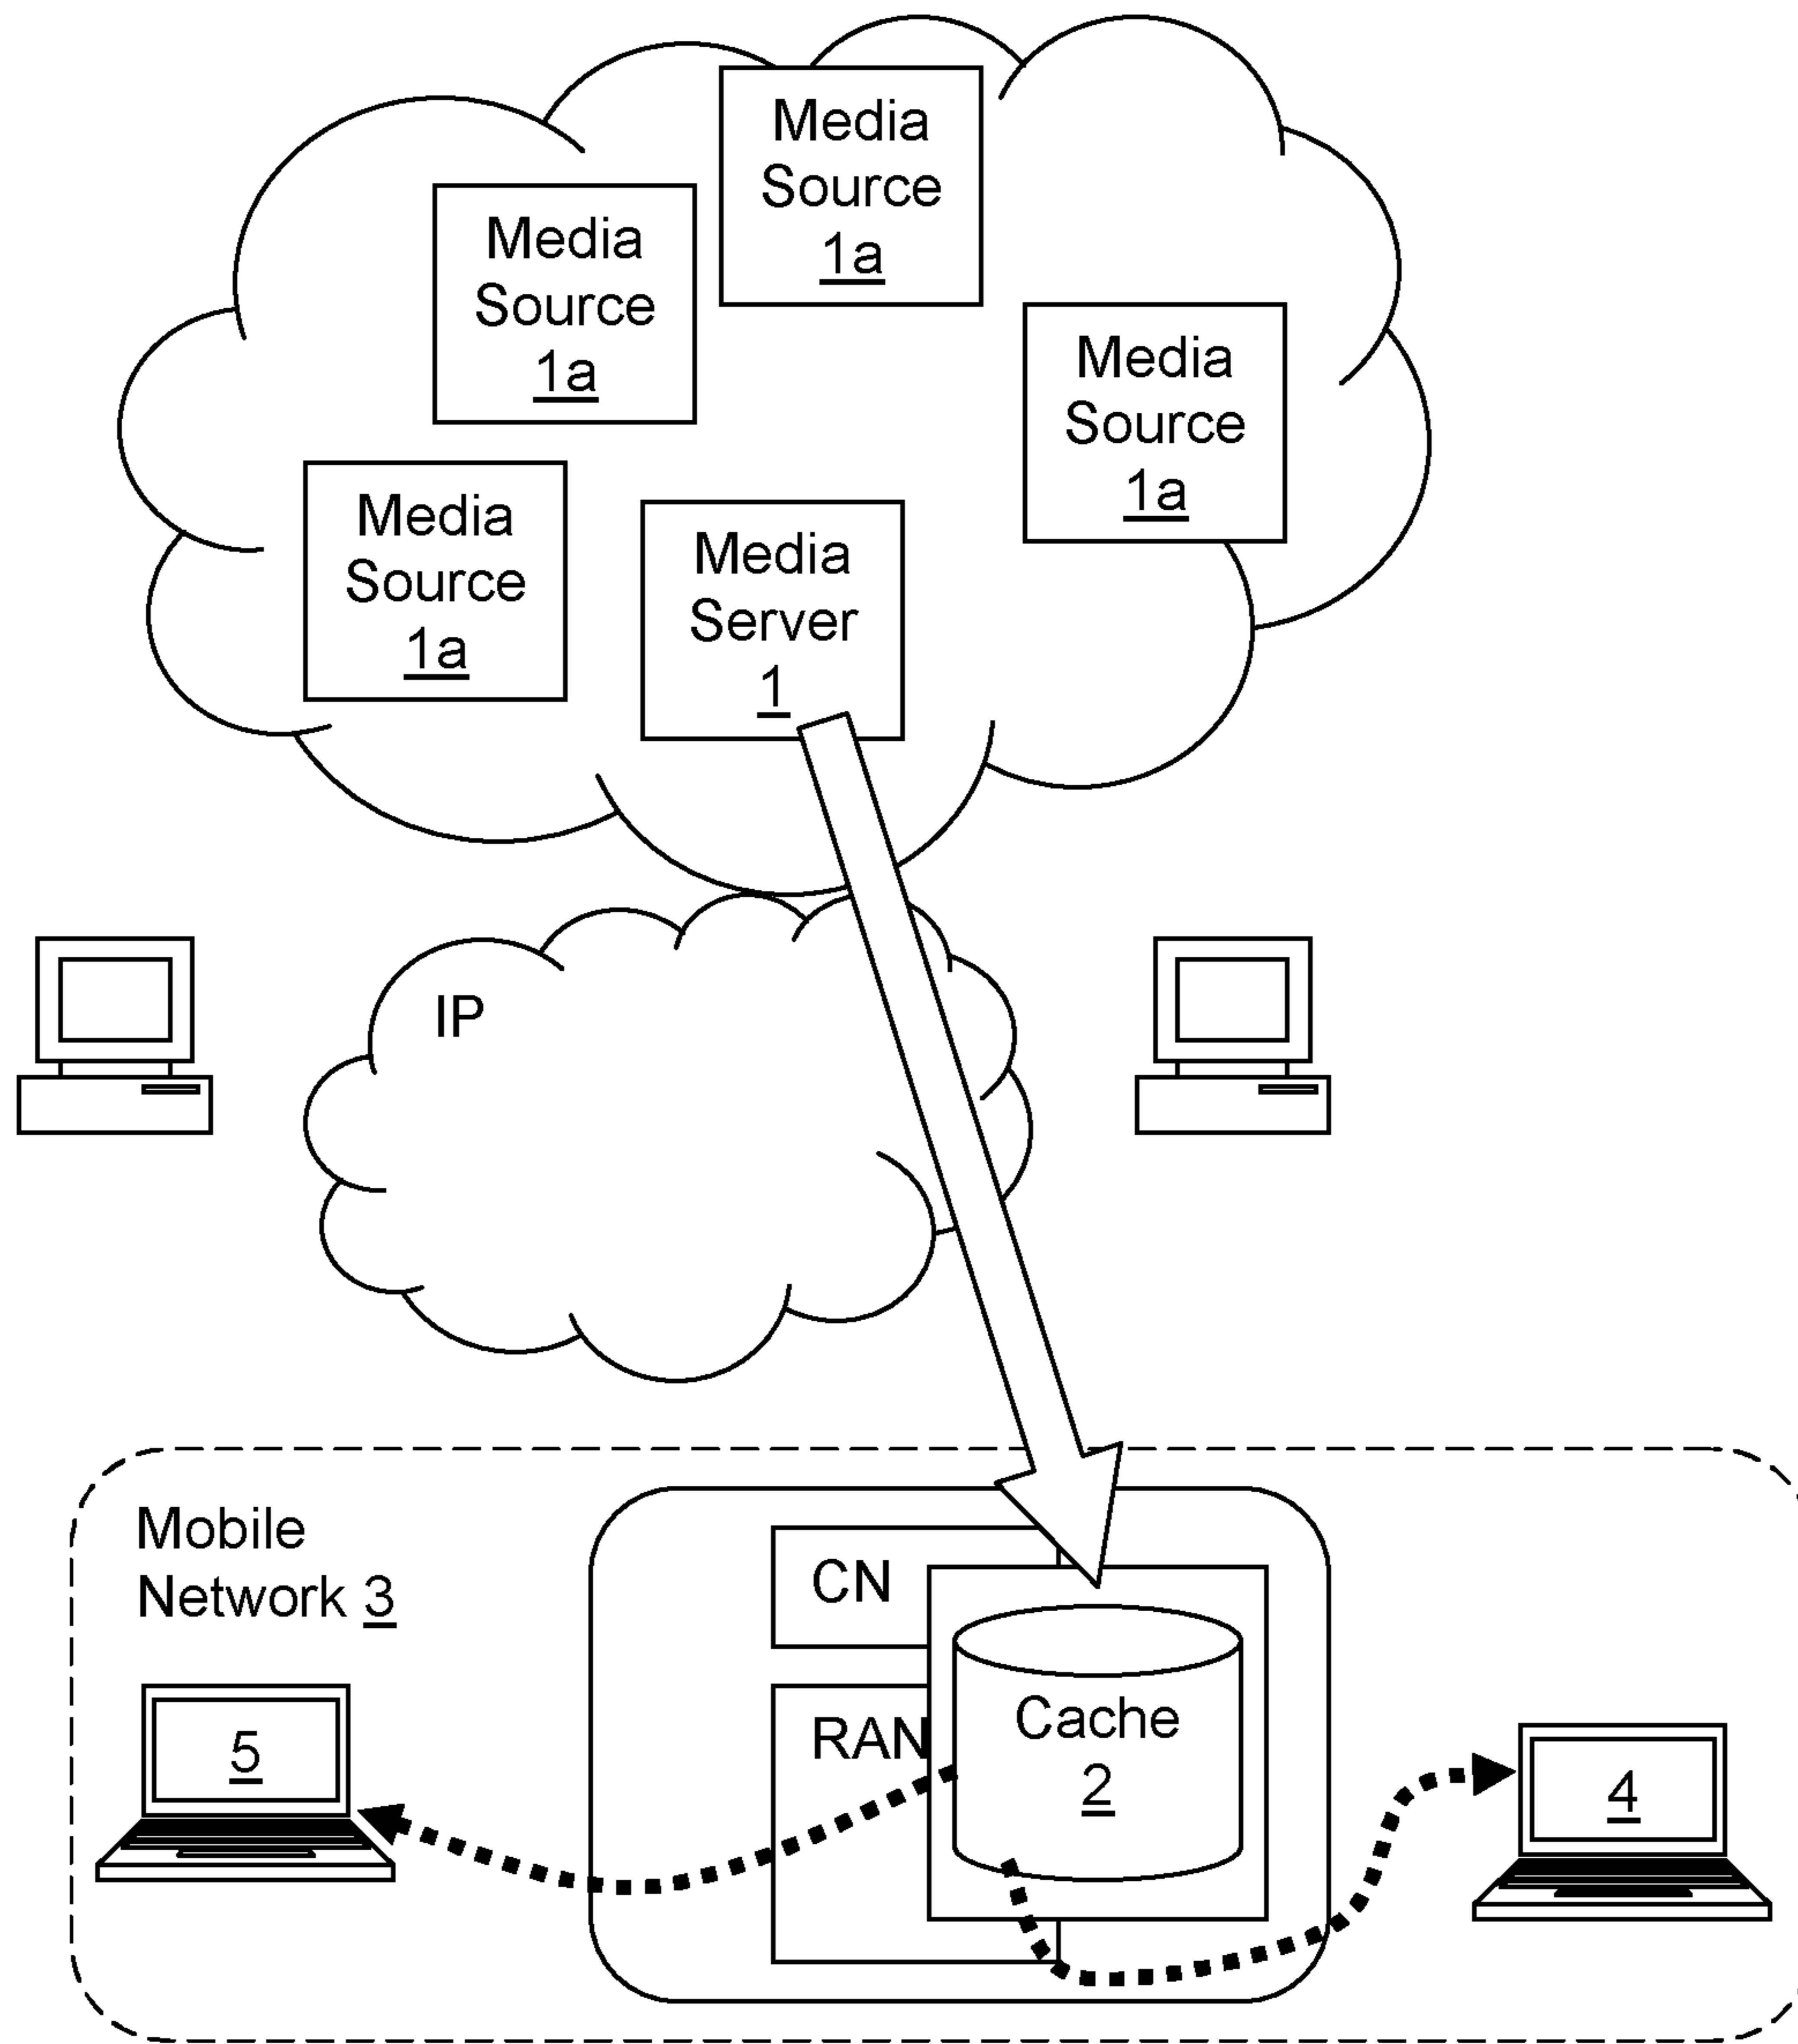 Media
Source
1a
Media
Source
1a
Media
Source
1a
Media
Source
1a
Media
Server
1
IP
Mobile
Network 3
CN
RAN
Cache
2
5
4